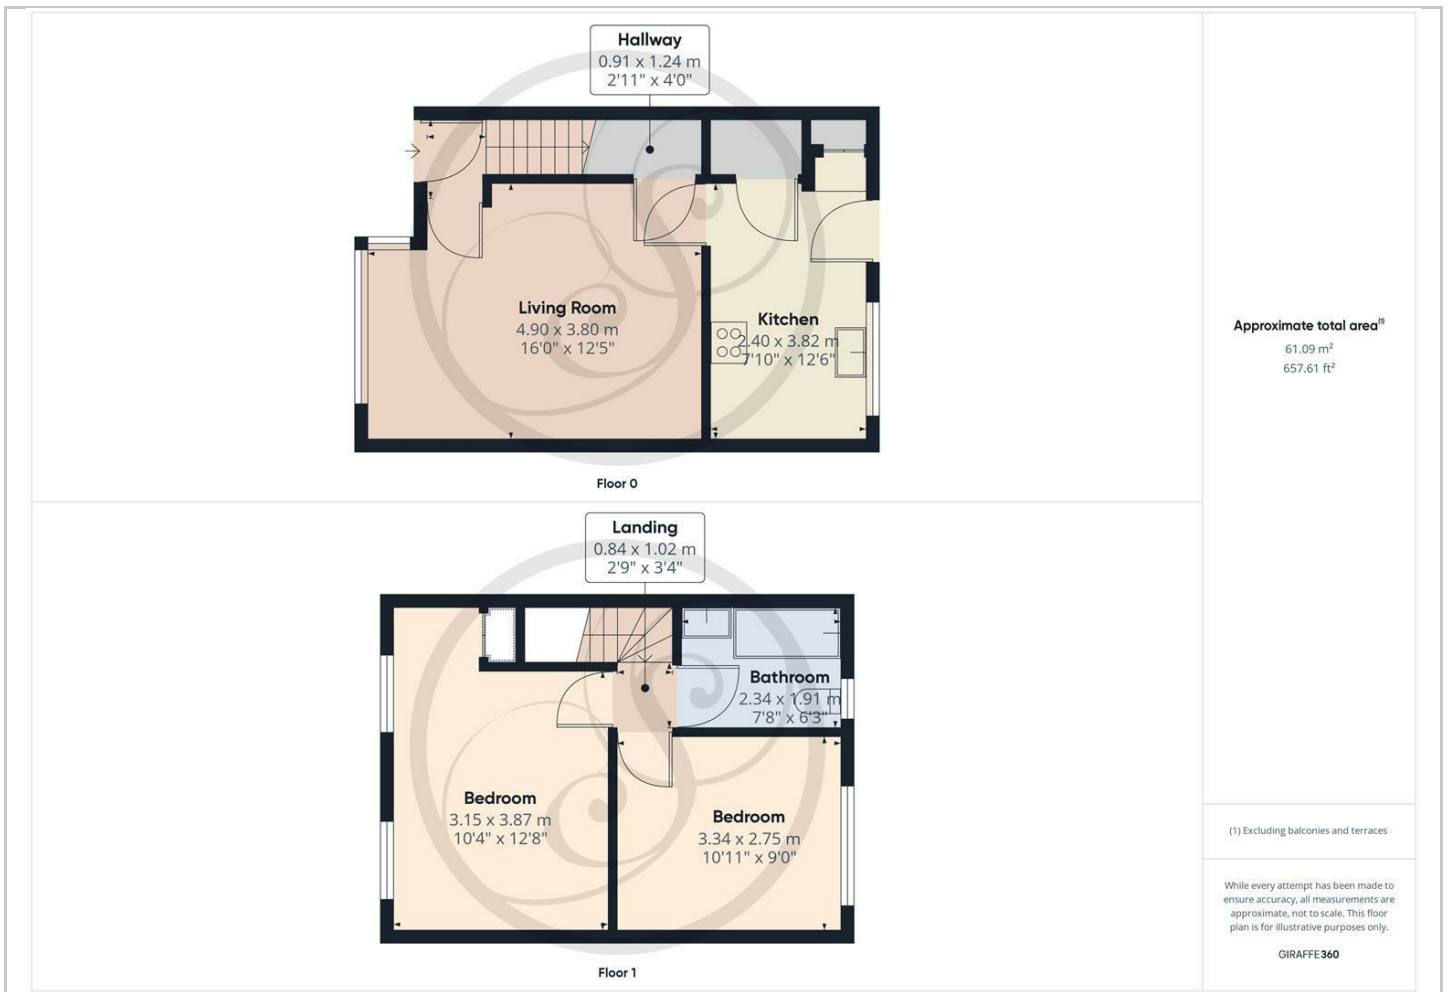 Hallway
0.91 x 1.24 m
2'11" x 4'0"
Living Room
4.90 x 3.80 m
16'0" x 12'5"
Kitchen
2.40 x 3.82 m
7'10" x 12'6"
Floor 0
Landing
0.84 x 1.02 m
2'9" x 3'4"
Bathroom
2.34 x 1.91 m
7'8" x 6'3"
Bedroom
3.15 x 3.87 m
10'4" x 12'8"
Bedroom
3.34 x 2.75 m
10'11" x 9'0"
Floor 1
Approximate total area(1)
61.09 m²
657.61 ft²
(1) Excluding balconies and terraces
While every attempt has been made to
ensure accuracy, all measurements are
approximate, not to scale. This floor
plan is for illustrative purposes only.
GIRAFFE360